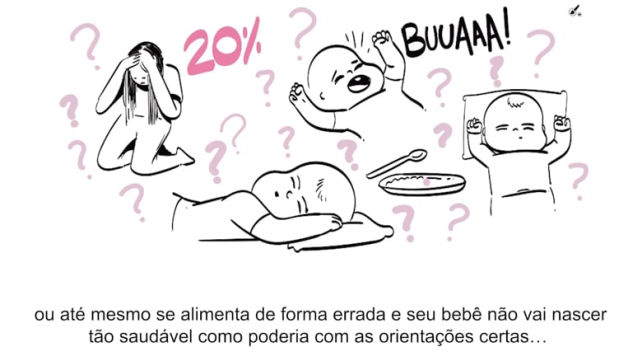 20%
BUUAAA!
ou até mesmo se alimenta de forma errada e seu bebê não vai nascer
tão saudável como poderia com as orientações certas...